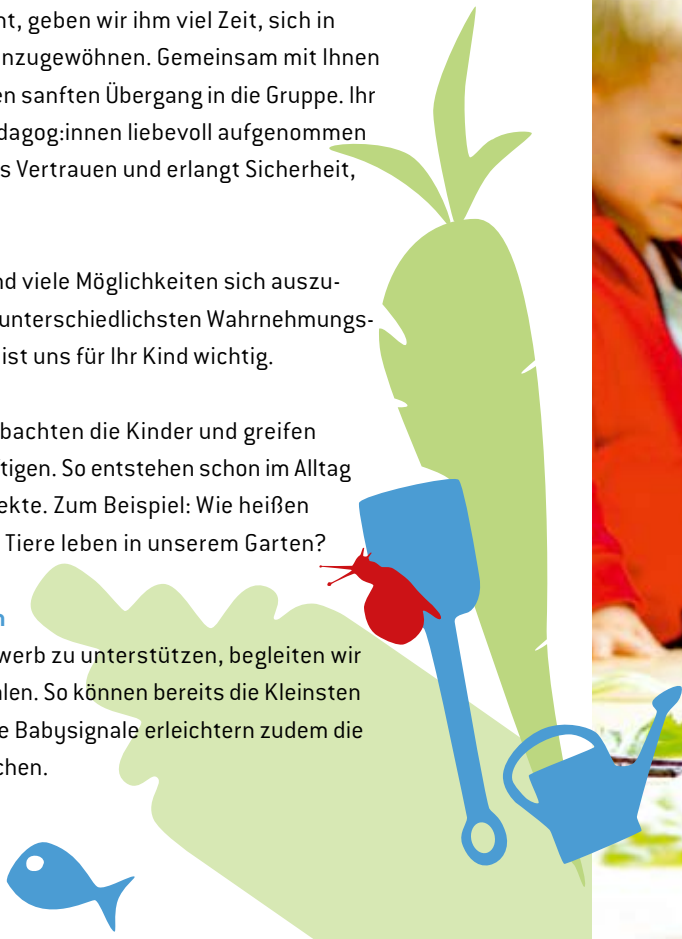 nt, geben wir ihm viel Zeit, sich in
nzugewöhnen. Gemeinsam mit Ihnen
en sanften Übergang in die Gruppe. Ihr
dagog:innen liebevoll aufgenommen
s Vertrauen und erlangt Sicherheit,
nd viele Möglichkeiten sich auszu-
unterschiedlichsten Wahrnehmungs-
ist uns für Ihr Kind wichtig.
bachten die Kinder und greifen
tigen. So entstehen schon im Alltag
ekte. Zum Beispiel: Wie heißen
Tiere leben in unserem Garten?
n
werb zu unterstützen, begleiten wir
alen. So können bereits die Kleinsten
e Babysignale erleichtern zudem die
chen.